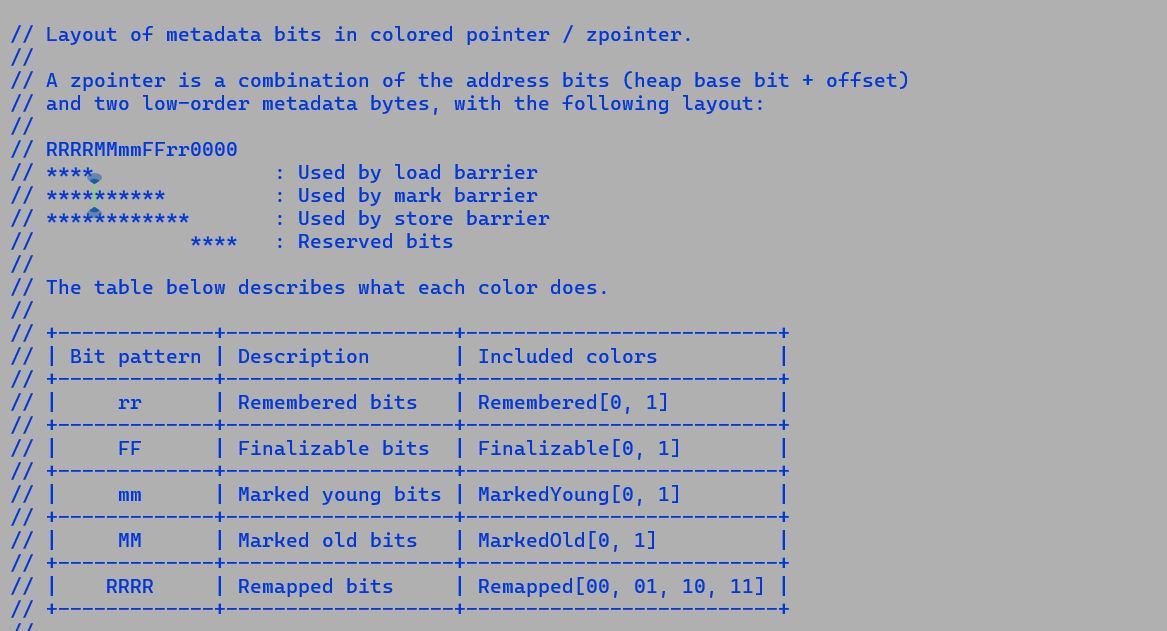 // Layout of metadata bits in colored pointer / zpointer.
//
// A zpointer is a combination of the address bits (heap base bit + offset)
// and two low-order metadata bytes, with the following layout:
//
// RRRRMMmmFFrr0000
// ****               : Used by load barrier
// **********         : Used by mark barrier
// ************       : Used by store barrier
//             ****   : Reserved bits
//
// The table below describes what each color does.
//
// +-------------+-------------------+--------------------------+
// | Bit pattern | Description       | Included colors          |
// +-------------+-------------------+--------------------------+
// |     rr      | Remembered bits   | Remembered[0, 1]         |
// +-------------+-------------------+--------------------------+
// |     FF      | Finalizable bits  | Finalizable[0, 1]        |
// +-------------+-------------------+--------------------------+
// |     mm      | Marked young bits | MarkedYoung[0, 1]        |
// +-------------+-------------------+--------------------------+
// |     MM      | Marked old bits   | MarkedOld[0, 1]          |
// +-------------+-------------------+--------------------------+
// |    RRRR     | Remapped bits     | Remapped[00, 01, 10, 11] |
// +-------------+-------------------+--------------------------+
//